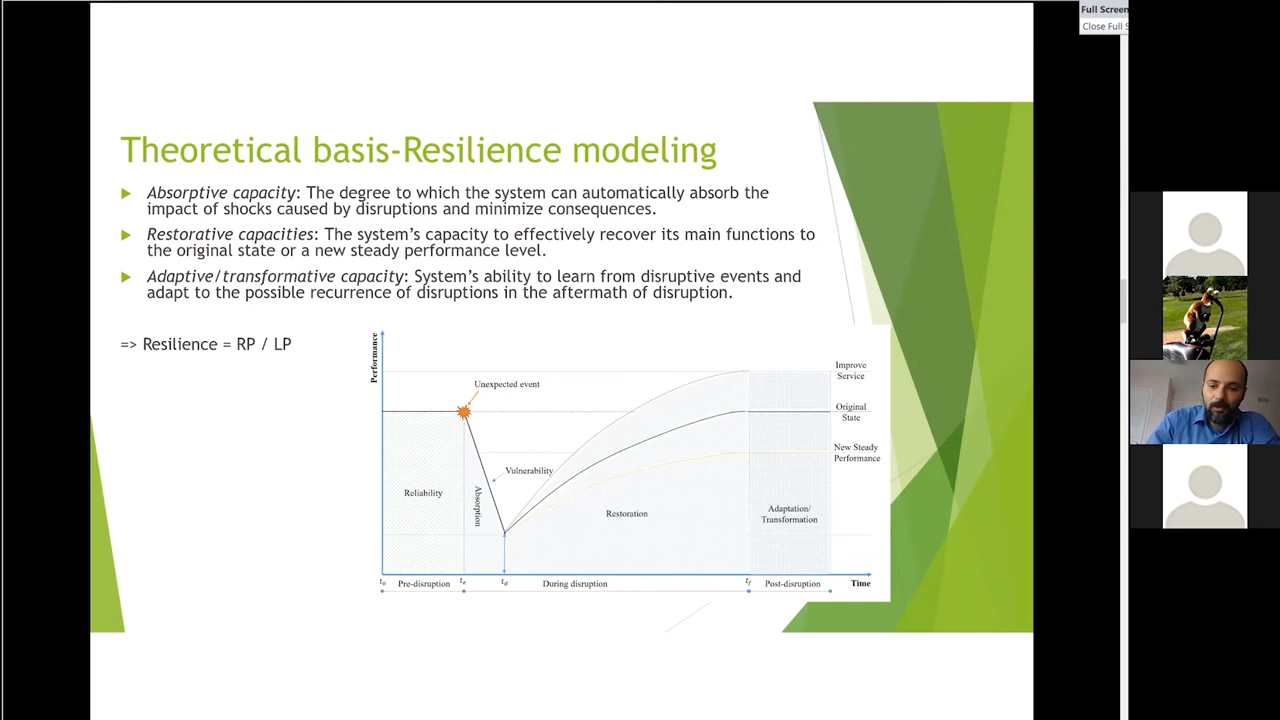 Full Screen
Close Full S
Theoretical basis-Resilience modeling
Absorptive capacity: The degree to which the system can automatically absorb the
impact of shocks caused by disruptions and minimize consequences.
Restorative capacities: The system's capacity to effectively recover its main functions to
the original state or a new steady performance level.
Adaptive/transformative capacity: System's ability to learn from disruptive events and
adapt to the possible recurrence of disruptions in the aftermath of disruption.
=> Resilience = RP / LP
Performance
Unexpected event
Improve
Service
Original
State
New Steady
Performance
Vulnerability
Reliability
Absorption
Restoration
Adaptation/
Transformation
t₀ Pre-disruption tₑ t_d During disruption t_f Post-disruption Time